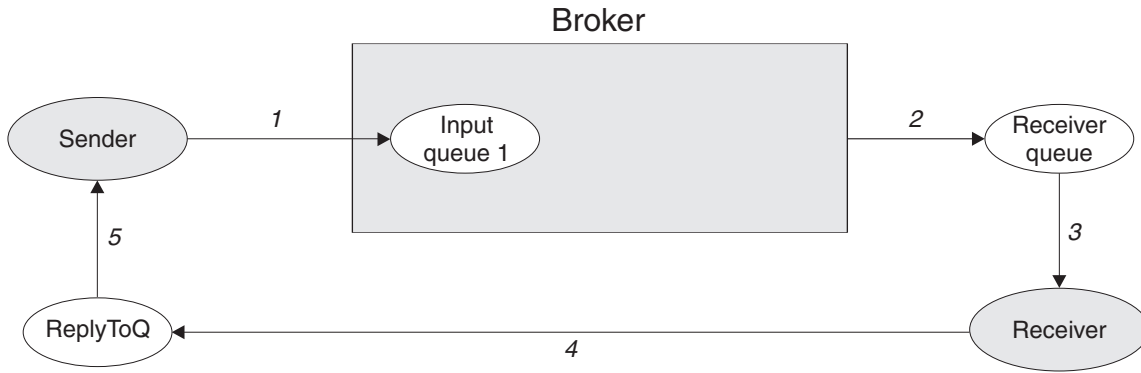 Broker
Sender
1
Input
queue 1
2
Receiver
queue
5
3
ReplyToQ
4
Receiver